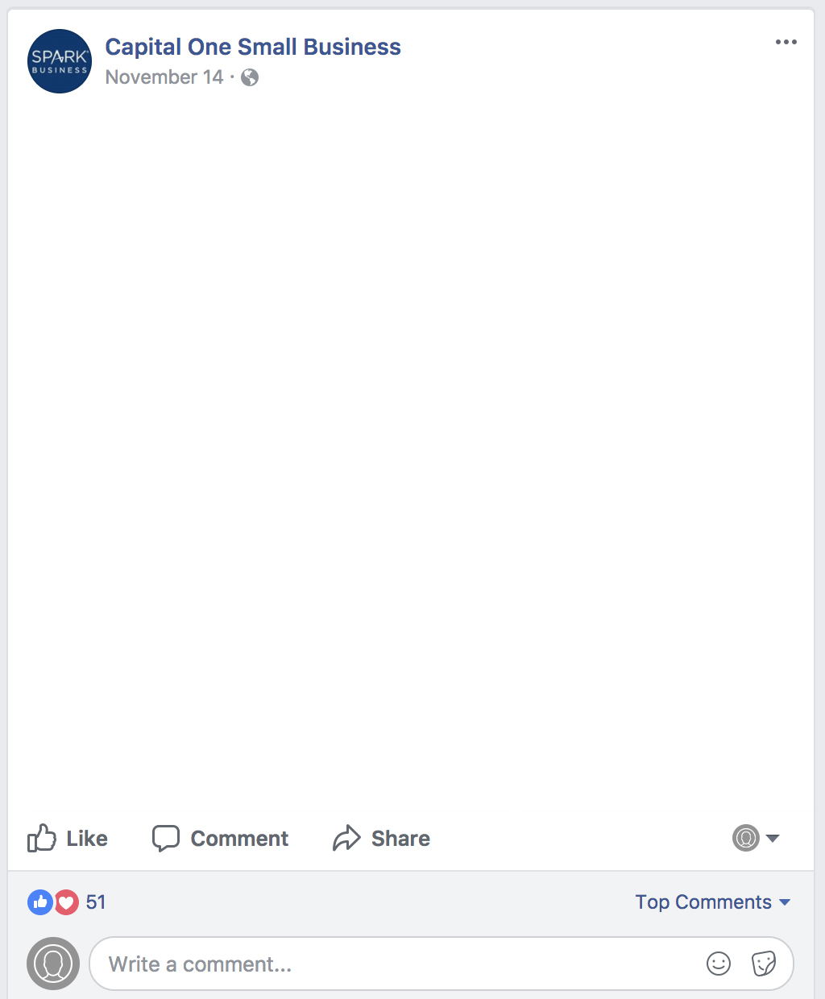 SPARK
BUSINESS
Capital One Small Business
November 14 ·
Like
Comment
Share
51
Top Comments
Write a comment...